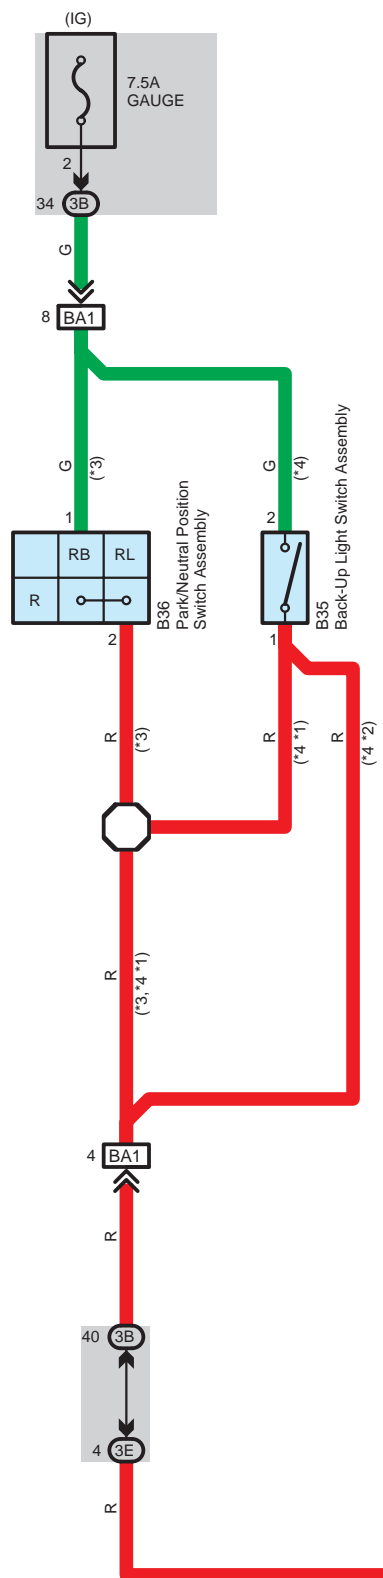 (IG)
7.5A
GAUGE
2
34
3B
G
8
BA1
G
(*3)
G
(*4)
1
2
RB
RL
R
B36
Park/Neutral Position
Switch Assembly
B35
Back-Up Light Switch Assembly
2
1
R
(*3)
R
(*4 *1)
R
(*4 *2)
R
(*3, *4 *1)
4
BA1
R
40
3B
4
3E
R